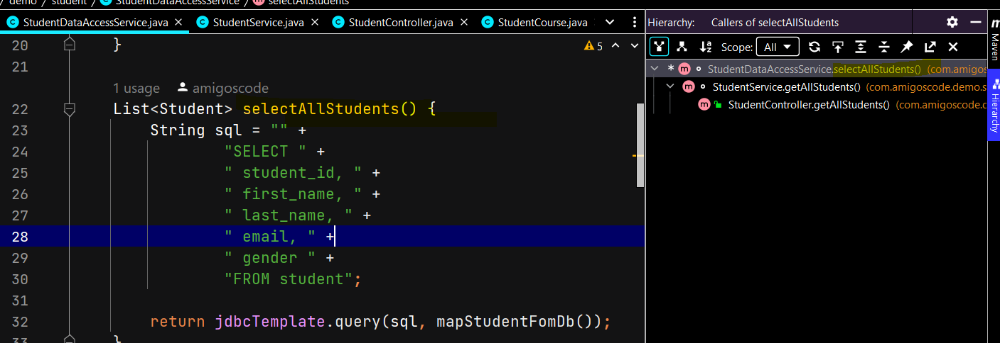 demo / student / StudentDataAccessService / selectAllStudents
StudentDataAccessService.java StudentService.java StudentController.java StudentCourse.java
20 }
21
1 usage amigoscode
22 List<Student> selectAllStudents() {
23 String sql = "" +
24 "SELECT " +
25 " student_id, " +
26 " first_name, " +
27 " last_name, " +
28 " email, " +
29 " gender " +
30 "FROM student";
31
32 return jdbcTemplate.query(sql, mapStudentFomDb());
33 }
5
Hierarchy: Callers of selectAllStudents
Scope: All
* StudentDataAccessService.selectAllStudents() (com.amigos
StudentService.getAllStudents() (com.amigoscode.demo.s
StudentController.getAllStudents() (com.amigoscode.d
Maven
Hierarchy